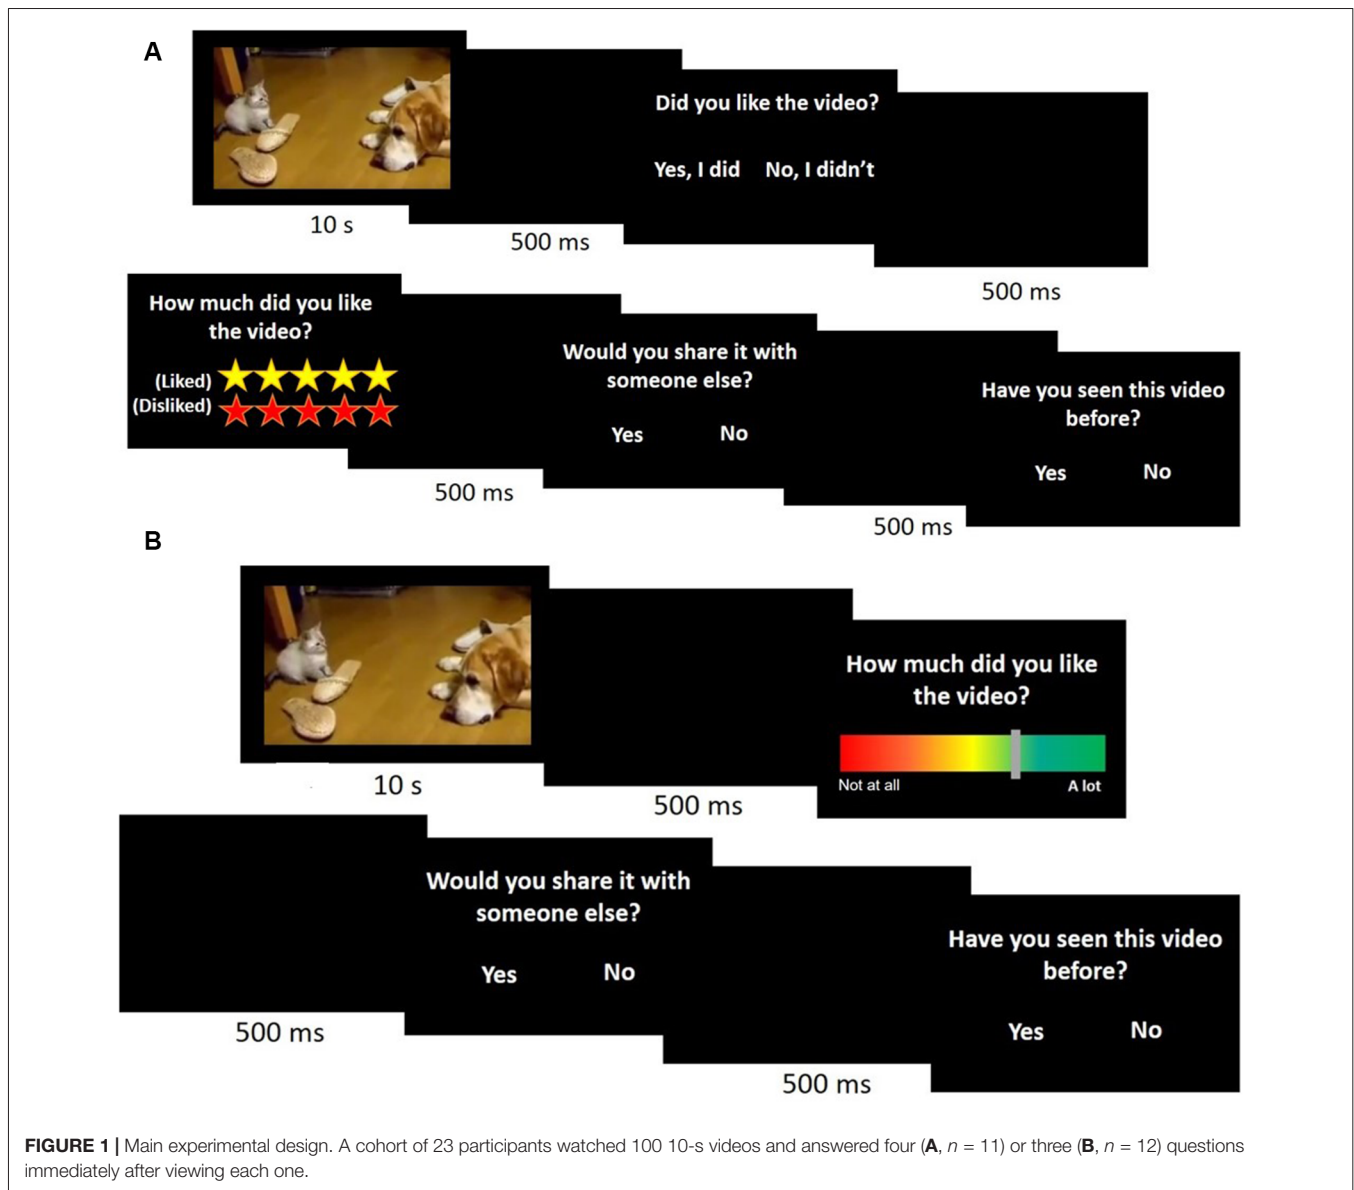 A
Did you like the video?
Yes, I did No, I didn't
10 s
500 ms
500 ms
How much did you like
the video?
(Liked)
(Disliked)
Would you share it with
someone else?
Yes No
Have you seen this video
before?
Yes No
500 ms
500 ms
B
How much did you like
the video?
Not at all A lot
10 s
500 ms
Would you share it with
someone else?
Yes No
Have you seen this video
before?
Yes No
500 ms
500 ms
FIGURE 1 | Main experimental design. A cohort of 23 participants watched 100 10-s videos and answered four (A, n = 11) or three (B, n = 12) questions
immediately after viewing each one.